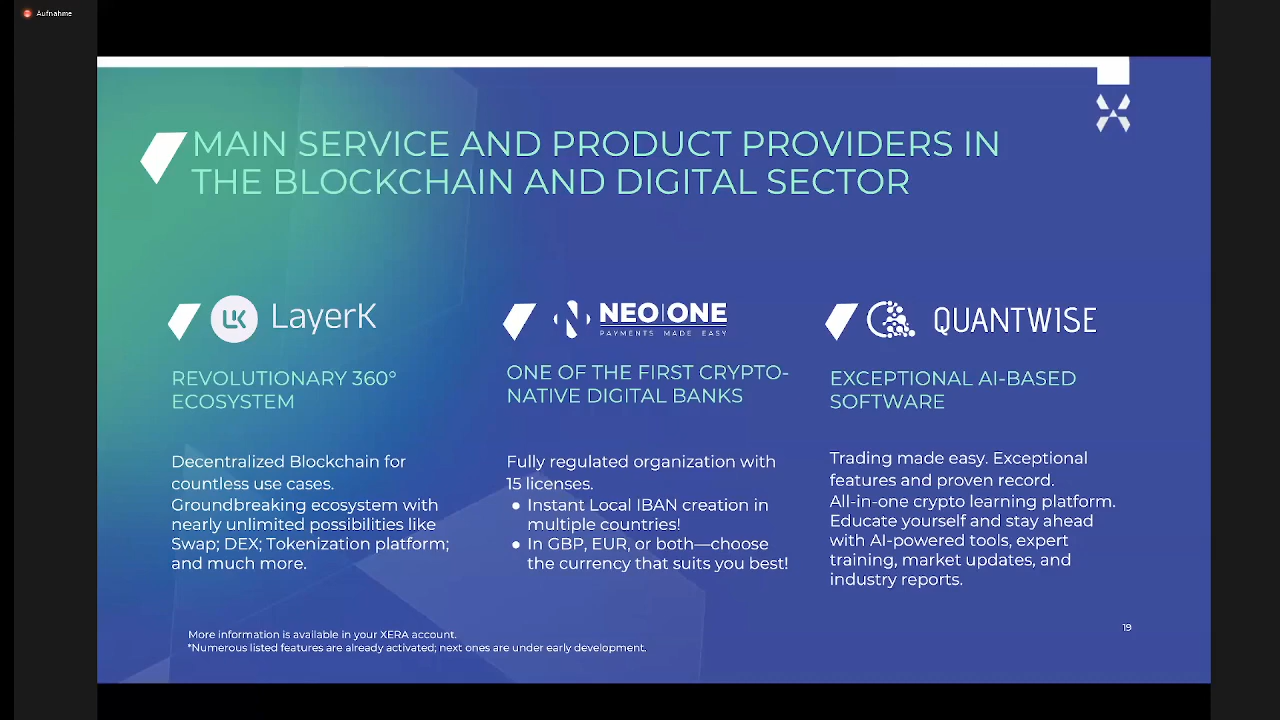 Aufnahme
MAIN SERVICE AND PRODUCT PROVIDERS IN
THE BLOCKCHAIN AND DIGITAL SECTOR
LK LayerK
REVOLUTIONARY 360°
ECOSYSTEM
Decentralized Blockchain for
countless use cases.
Groundbreaking ecosystem with
nearly unlimited possibilities like
Swap; DEX; Tokenization platform;
and much more.
N NEO|ONE
PAYMENTS MADE EASY
ONE OF THE FIRST CRYPTO-
NATIVE DIGITAL BANKS
Fully regulated organization with
15 licenses.
● Instant Local IBAN creation in
multiple countries!
● In GBP, EUR, or both—choose
the currency that suits you best!
QUANTWISE
EXCEPTIONAL AI-BASED
SOFTWARE
Trading made easy. Exceptional
features and proven record.
All-in-one crypto learning platform.
Educate yourself and stay ahead
with AI-powered tools, expert
training, market updates, and
industry reports.
More information is available in your XERA account.
*Numerous listed features are already activated; next ones are under early development.
19